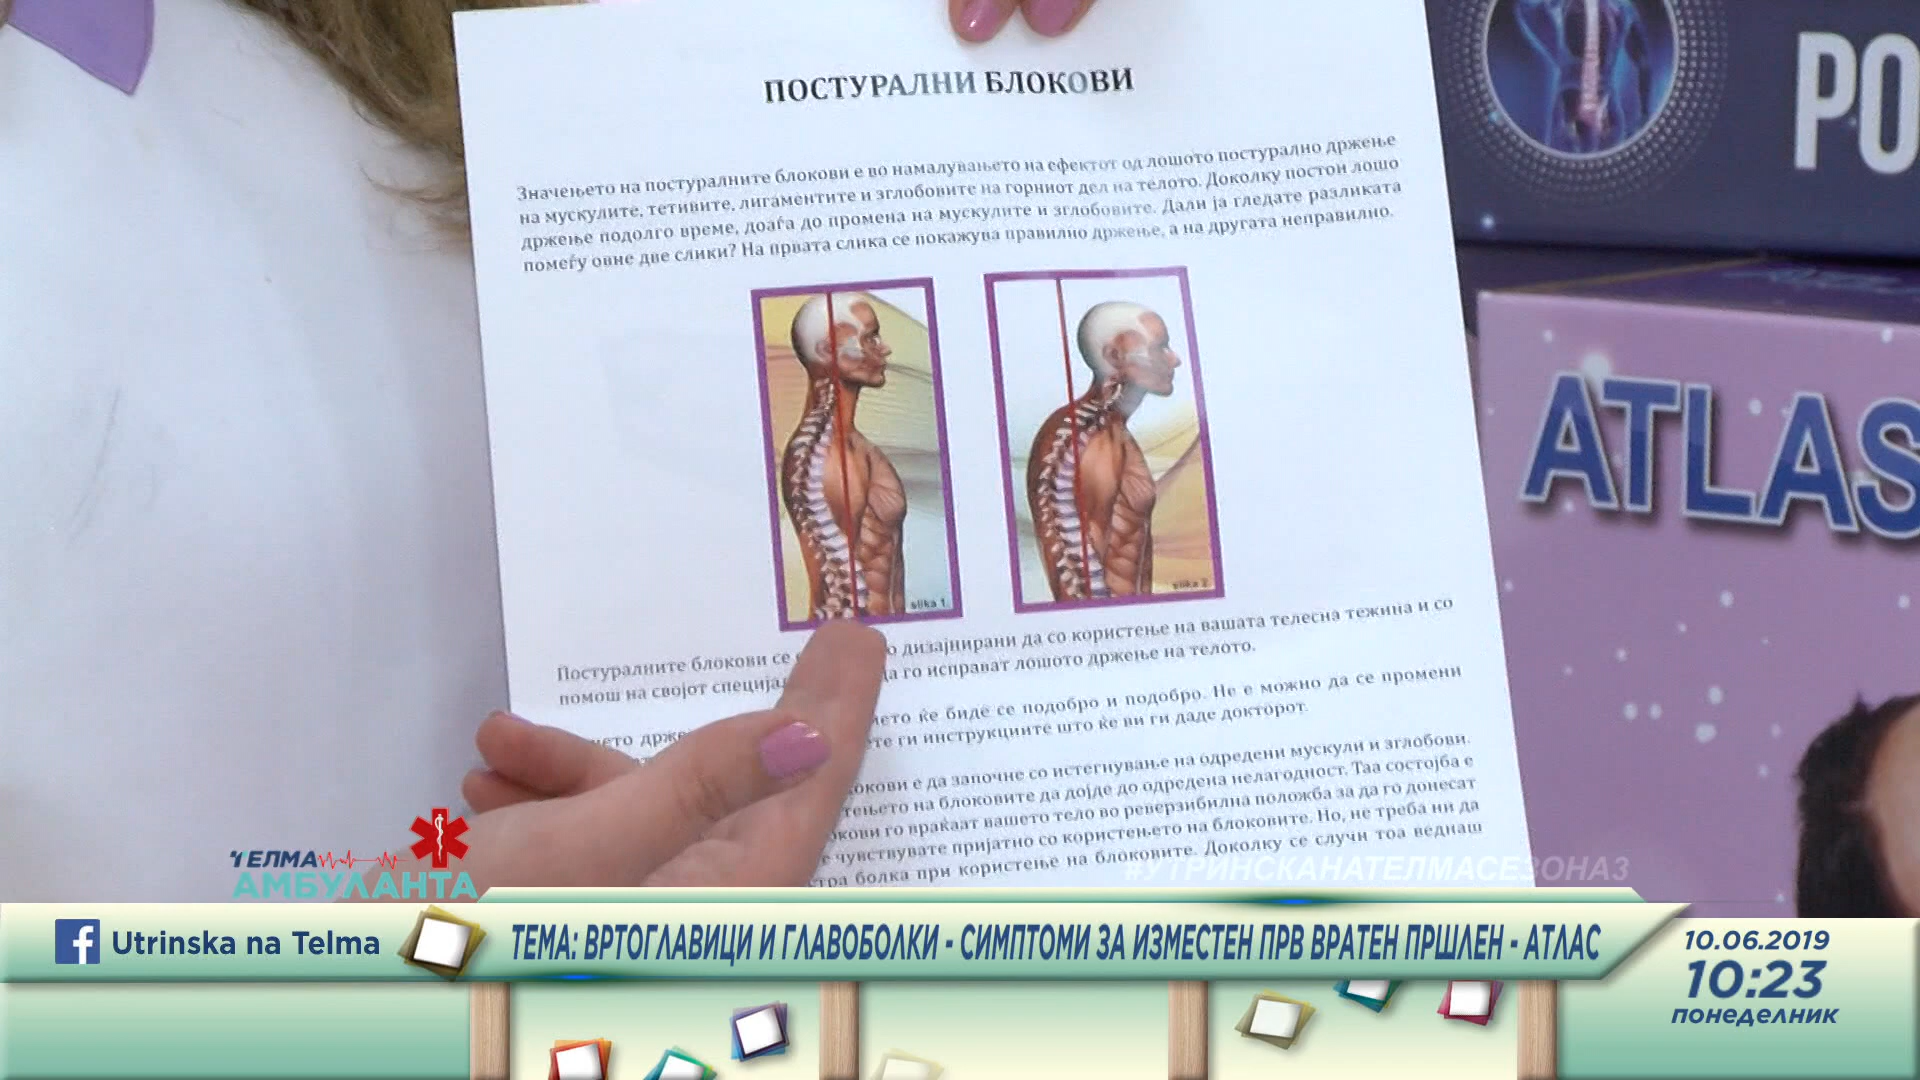 ПОСТУРАЛНИ БЛОКОВИ
Значењето на постуралните блокови е во намалувањето на ефектот од лошото постурално држење
на мускулите, тетивите, лигаментите и зглобовите на горниот дел на телото. Доколку постои лошо
држење подолго време, доаѓа до промена на мускулите и зглобовите. Дали ја гледате разликата
помеѓу овие две слики? На првата слика се покажува правилно држење, а на другата неправилно.
slika 1.
slika 2.
Постуралните блокови се дизајнирани да со користење на вашата телесна тежина и со
помош на својот да го исправат лошото држење на телото.
ќе биде се подобро и подобро. Не е можно да се промени
ги инструкциите што ќе ви ги даде докторот.
е да започне со истегнување на одредени мускули и зглобови.
на блоковите да дојде до одредена нелагодност. Таа состојба е
го враќаат вашето тело во реверзибилна положба за да го донесат
чувствувате пријатно со користењето на блоковите. Но, не треба ни да
болка при користење на блоковите. Доколку се случи тоа веднаш
PO
ATLAS
ТЕЛМА
АМБУЛАНТА
#УТРИНСКАНАТЕЛМАСЕЗОНА3
Utrinska na Telma
ТЕМА: ВРТОГЛАВИЦИ И ГЛАВОБОЛКИ - СИМПТОМИ ЗА ИЗМЕСТЕН ПРВ ВРАТЕН ПРШЛЕН - АТЛАС
10.06.2019
10:23
понеделник